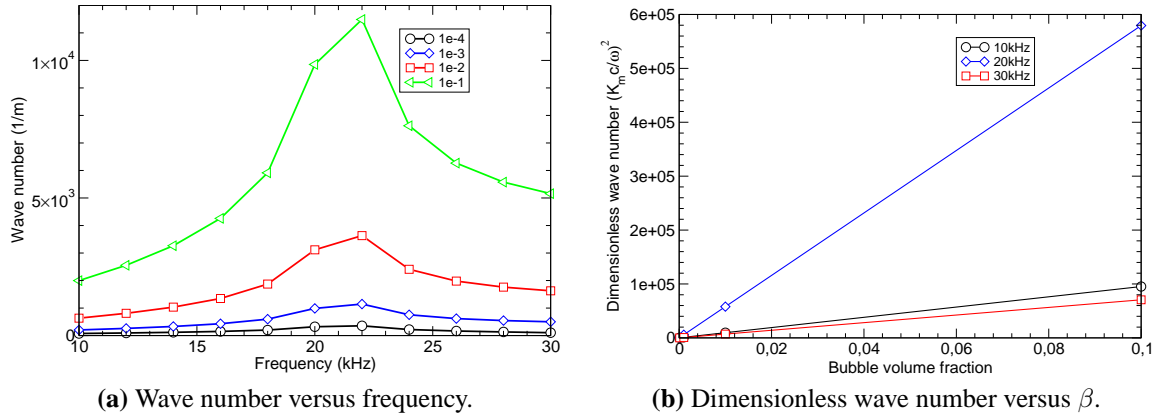 1×10⁴
5×10³
0
Wave number (1/m)
1e-4
1e-3
1e-2
1e-1
10 15 20 25 30
Frequency (kHz)
(a) Wave number versus frequency.
6e+05
5e+05
4e+05
3e+05
2e+05
1e+05
0
Dimensionless wave number (K_m c/ω)²
10kHz
20kHz
30kHz
0 0,02 0,04 0,06 0,08 0,1
Bubble volume fraction
(b) Dimensionless wave number versus β.